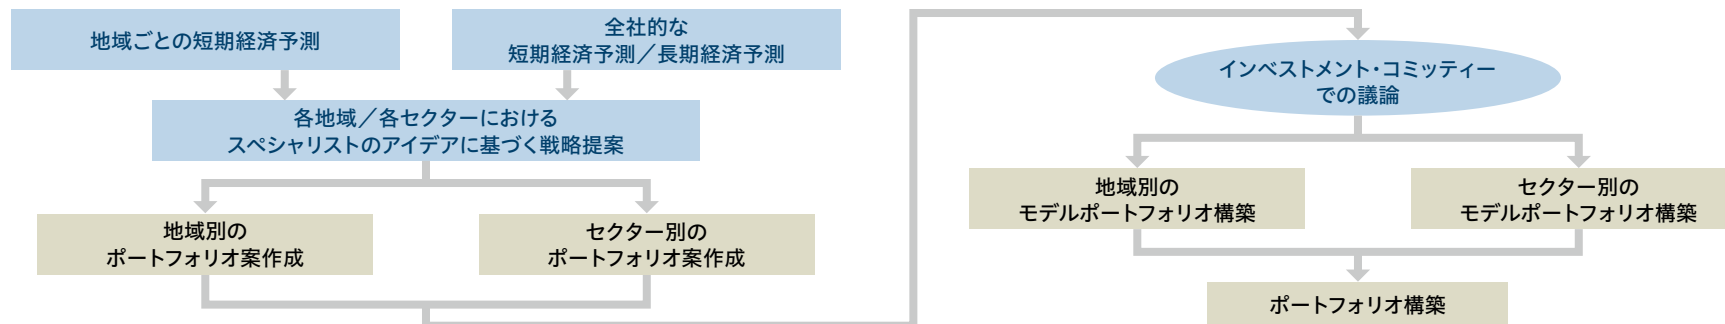 地域ごとの短期経済予測
全社的な
短期経済予測／長期経済予測
各地域／各セクターにおける
スペシャリストのアイデアに基づく戦略提案
地域別の
ポートフォリオ案作成
セクター別の
ポートフォリオ案作成
インベストメント・コミッティー
での議論
地域別の
モデルポートフォリオ構築
セクター別の
モデルポートフォリオ構築
ポートフォリオ構築